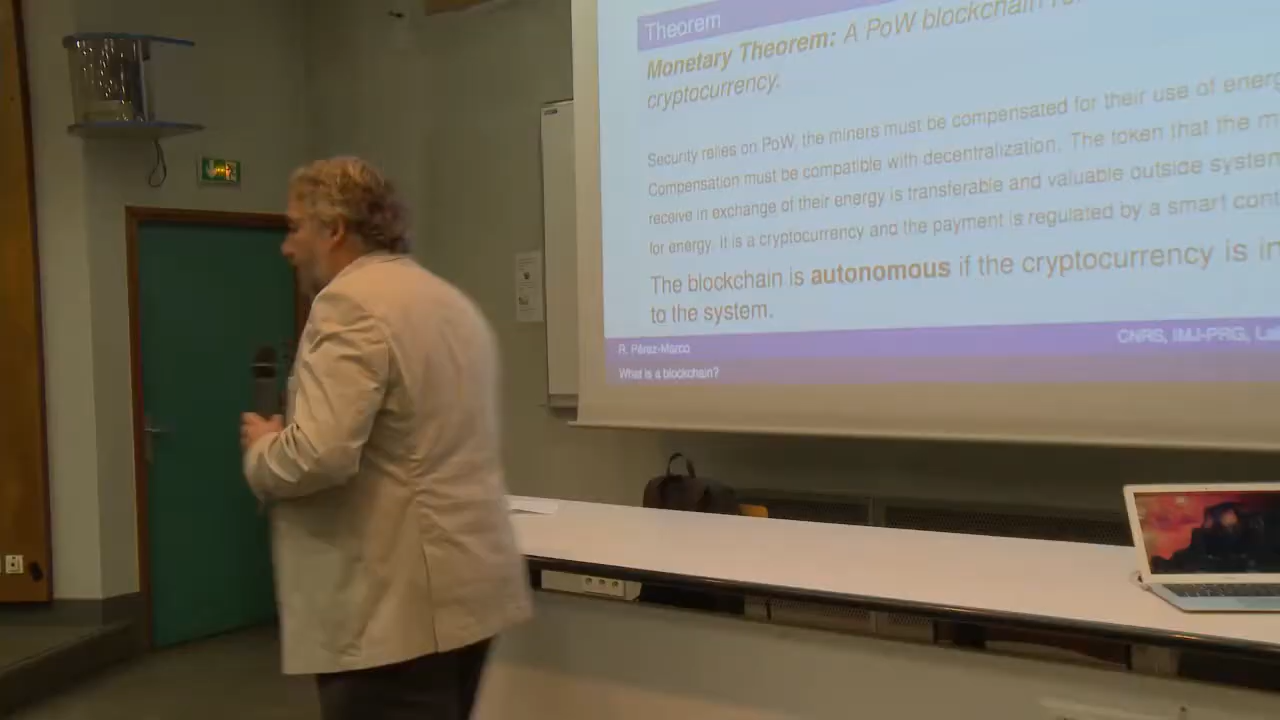 Theorem
Monetary Theorem: A PoW blockchain
cryptocurrency.
Security relies on PoW, the miners must be compensated for their use of
Compensation must be compatible with decentralization. The token that the
receive in exchange of their energy is transferable and valuable outside
for energy. It is a cryptocurrency and the payment is regulated by a smart
The blockchain is autonomous if the cryptocurrency is
to the system.
R. Pérez-Marco
CNRS, IMJ-PRG,
What is a blockchain?